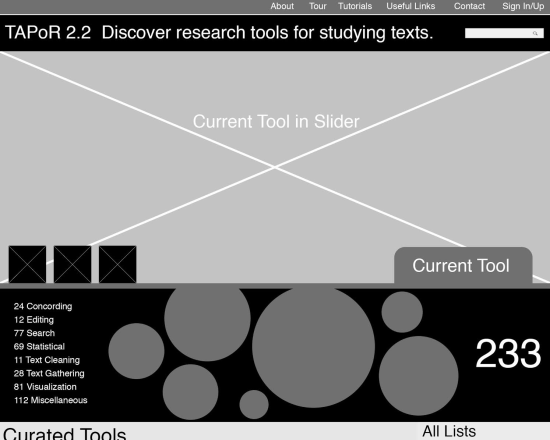 About Tour Tutorials Useful Links Contact Sign In/Up
TAPoR 2.2 Discover research tools for studying texts.
Current Tool in Slider
Current Tool
24 Concording
12 Editing
77 Search
69 Statistical
11 Text Cleaning
28 Text Gathering
81 Visualization
112 Miscellaneous
233
Curated Tools
All Lists